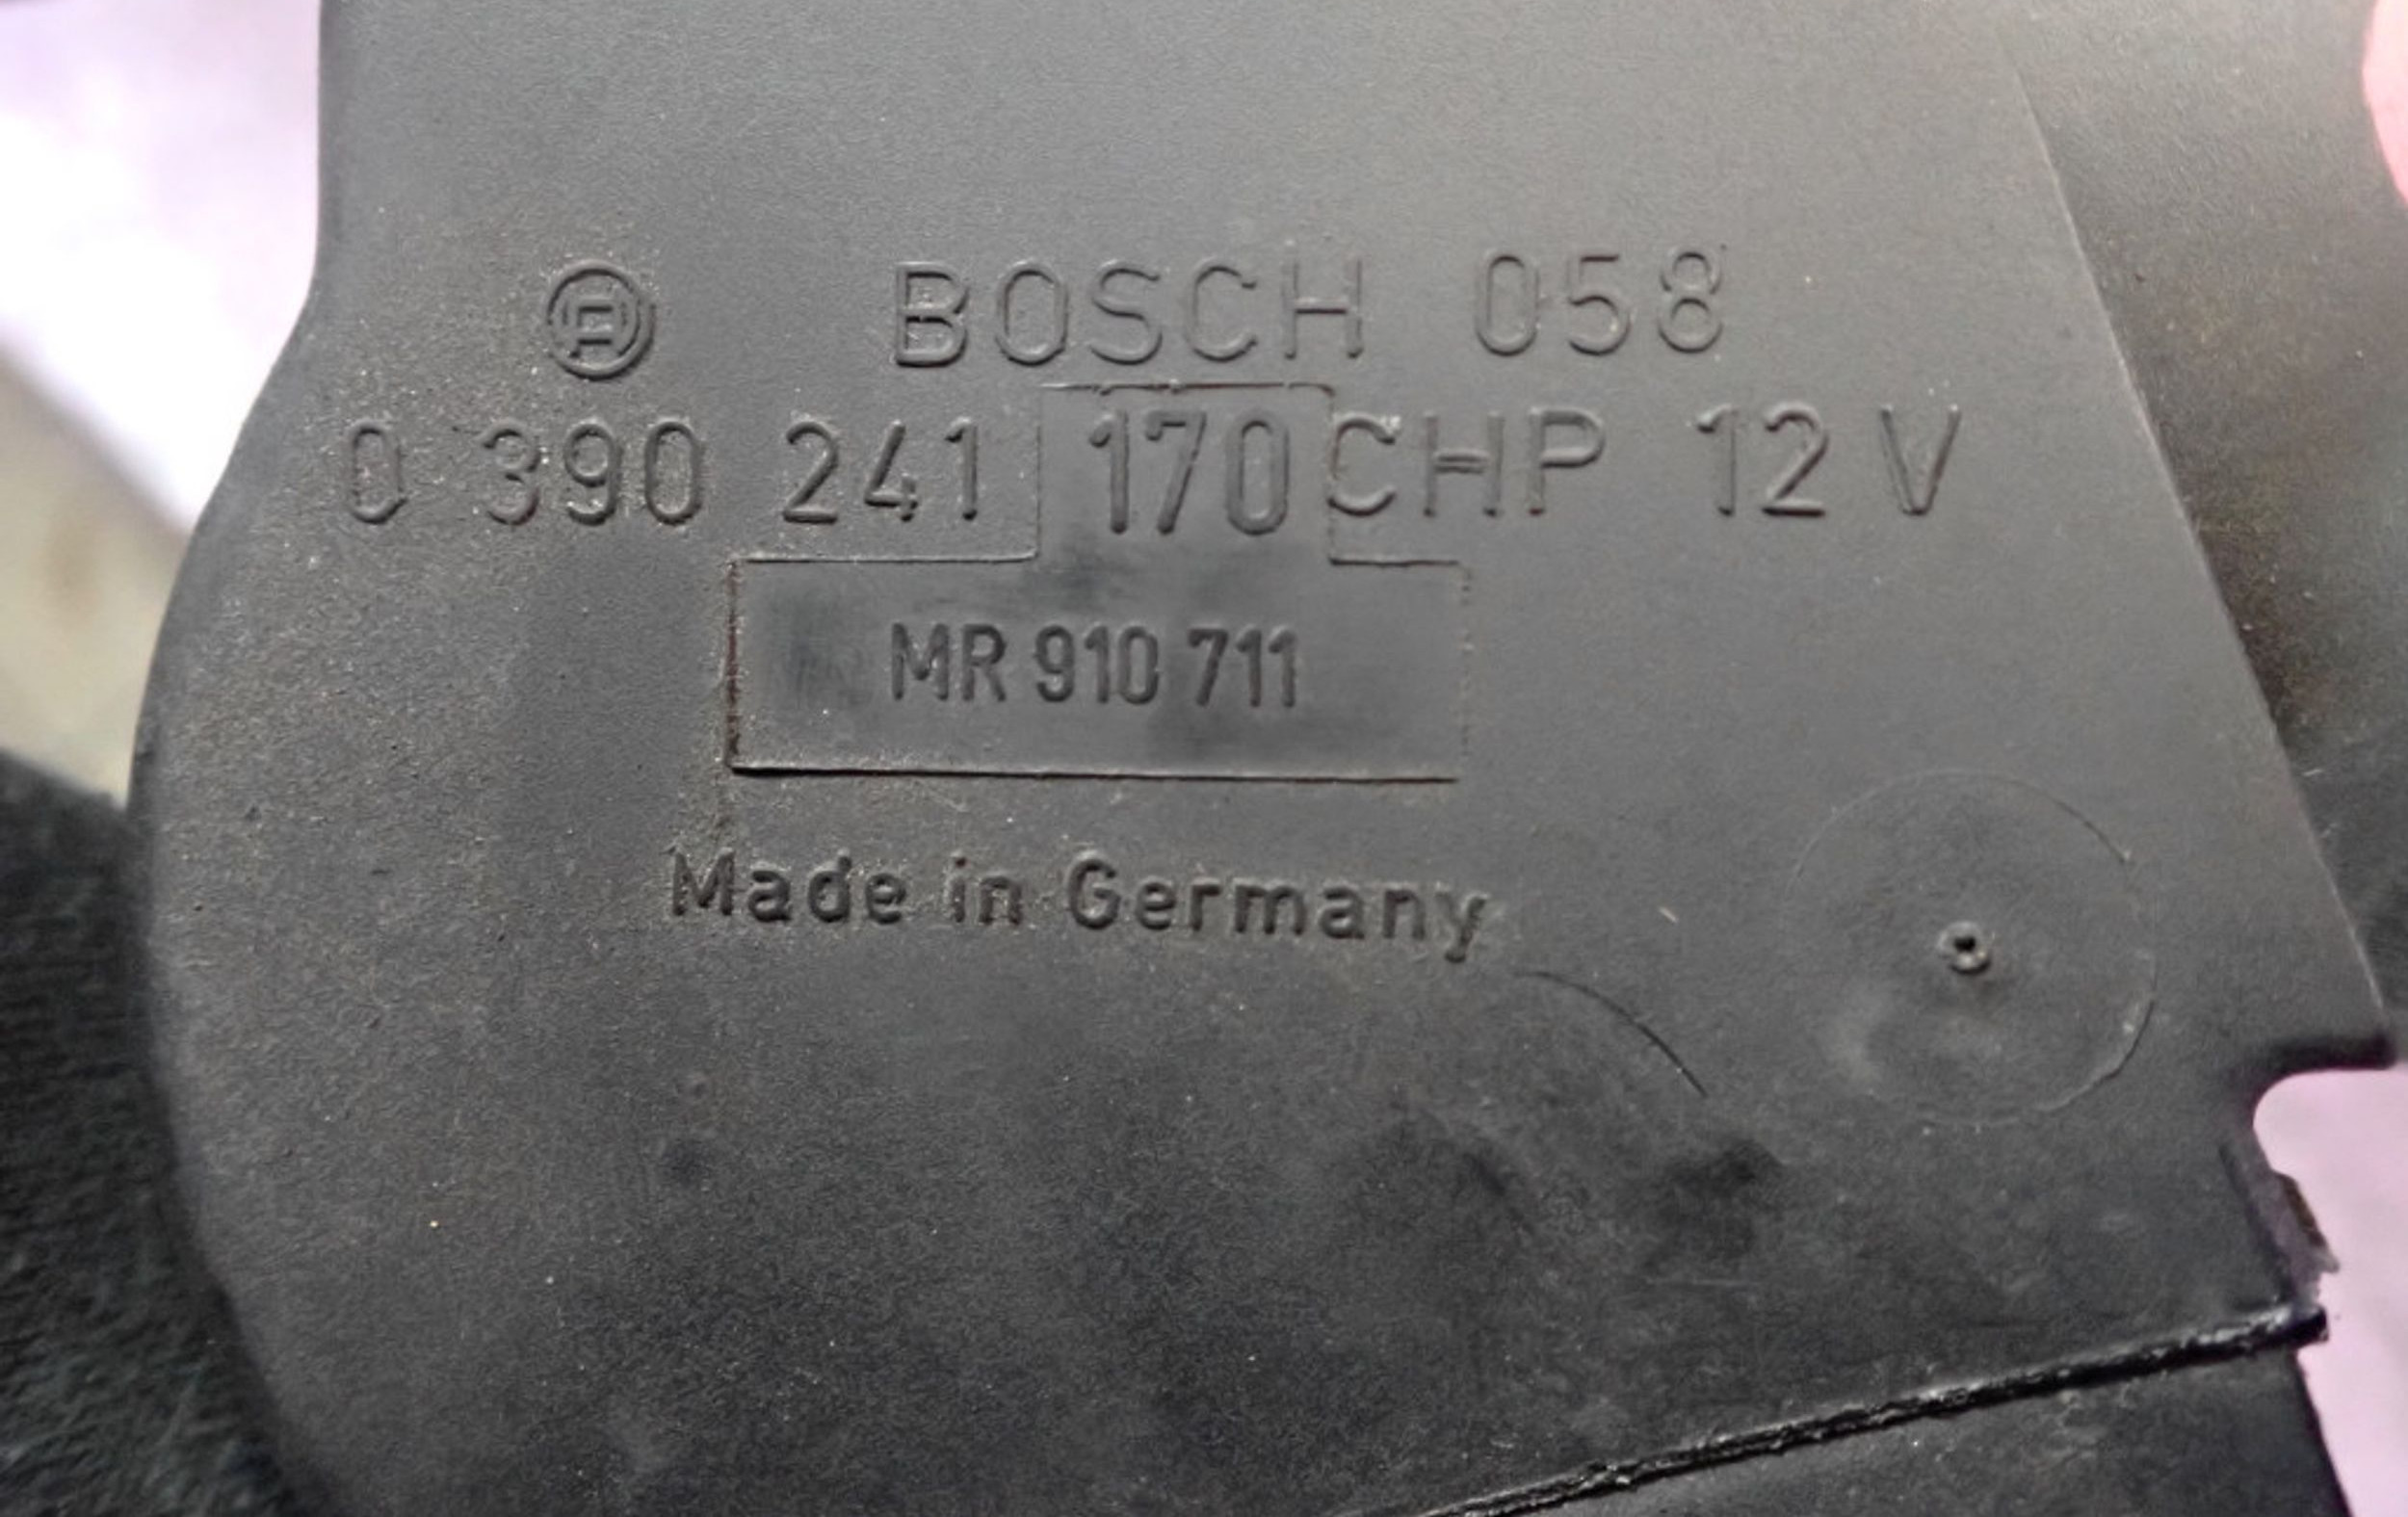 BOSCH 058
0 390 241 170 CHP 12 V
MR 910 711
Made in Germany